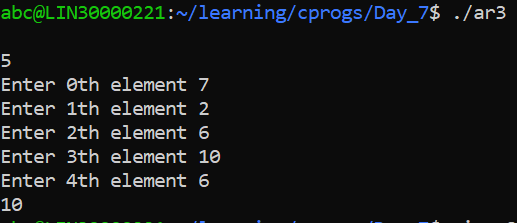 abc@LIN30000221:~/learning/cprogs/Day_7$ ./ar3
5
Enter 0th element 7
Enter 1th element 2
Enter 2th element 6
Enter 3th element 10
Enter 4th element 6
10